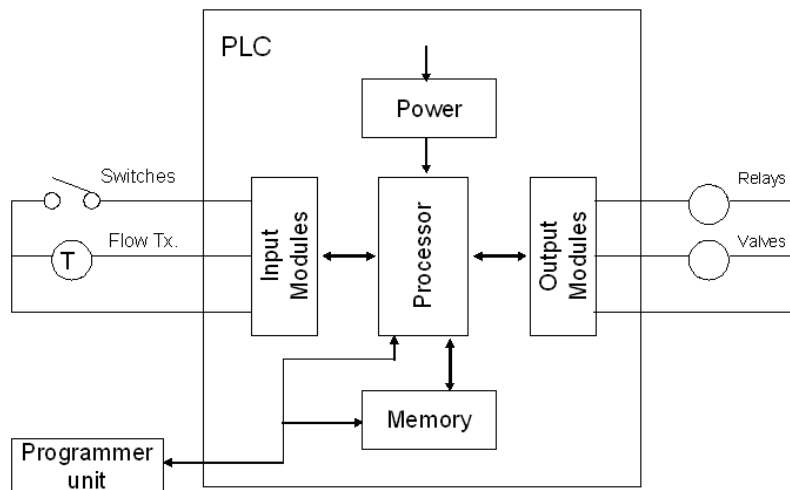 PLC
Power
Switches
Relays
Flow Tx.
Valves
T
Input
Modules
Processor
Output
Modules
Memory
Programmer
unit